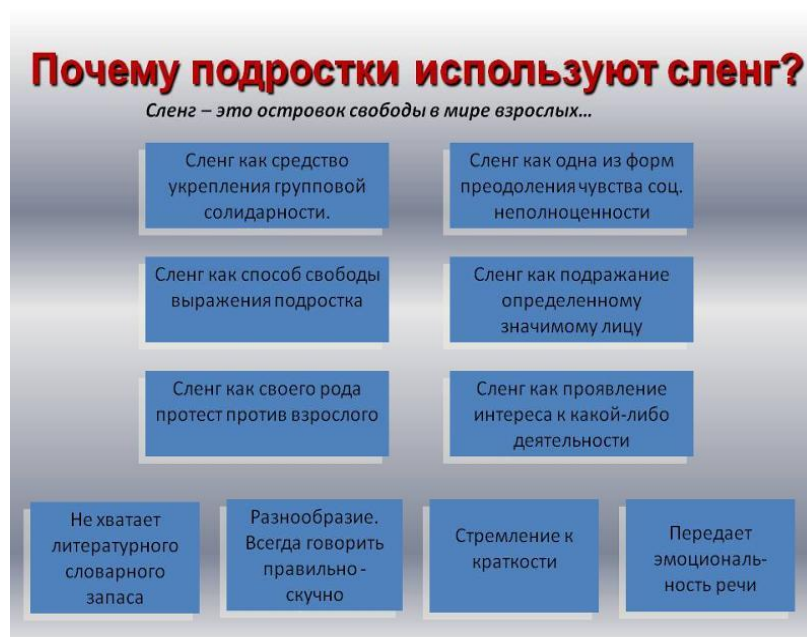 Почему подростки используют сленг?
Сленг – это островок свободы в мире взрослых…
Сленг как средство
укрепления групповой
солидарности.
Сленг как одна из форм
преодоления чувства соц.
неполноценности
Сленг как способ свободы
выражения подростка
Сленг как подражание
определенному
значимому лицу
Сленг как своего рода
протест против взрослого
Сленг как проявление
интереса к какой-либо
деятельности
Не хватает
литературного
словарного
запаса
Разнообразие.
Всегда говорить
правильно -
скучно
Стремление к
краткости
Передает
эмоциональ-
ность речи